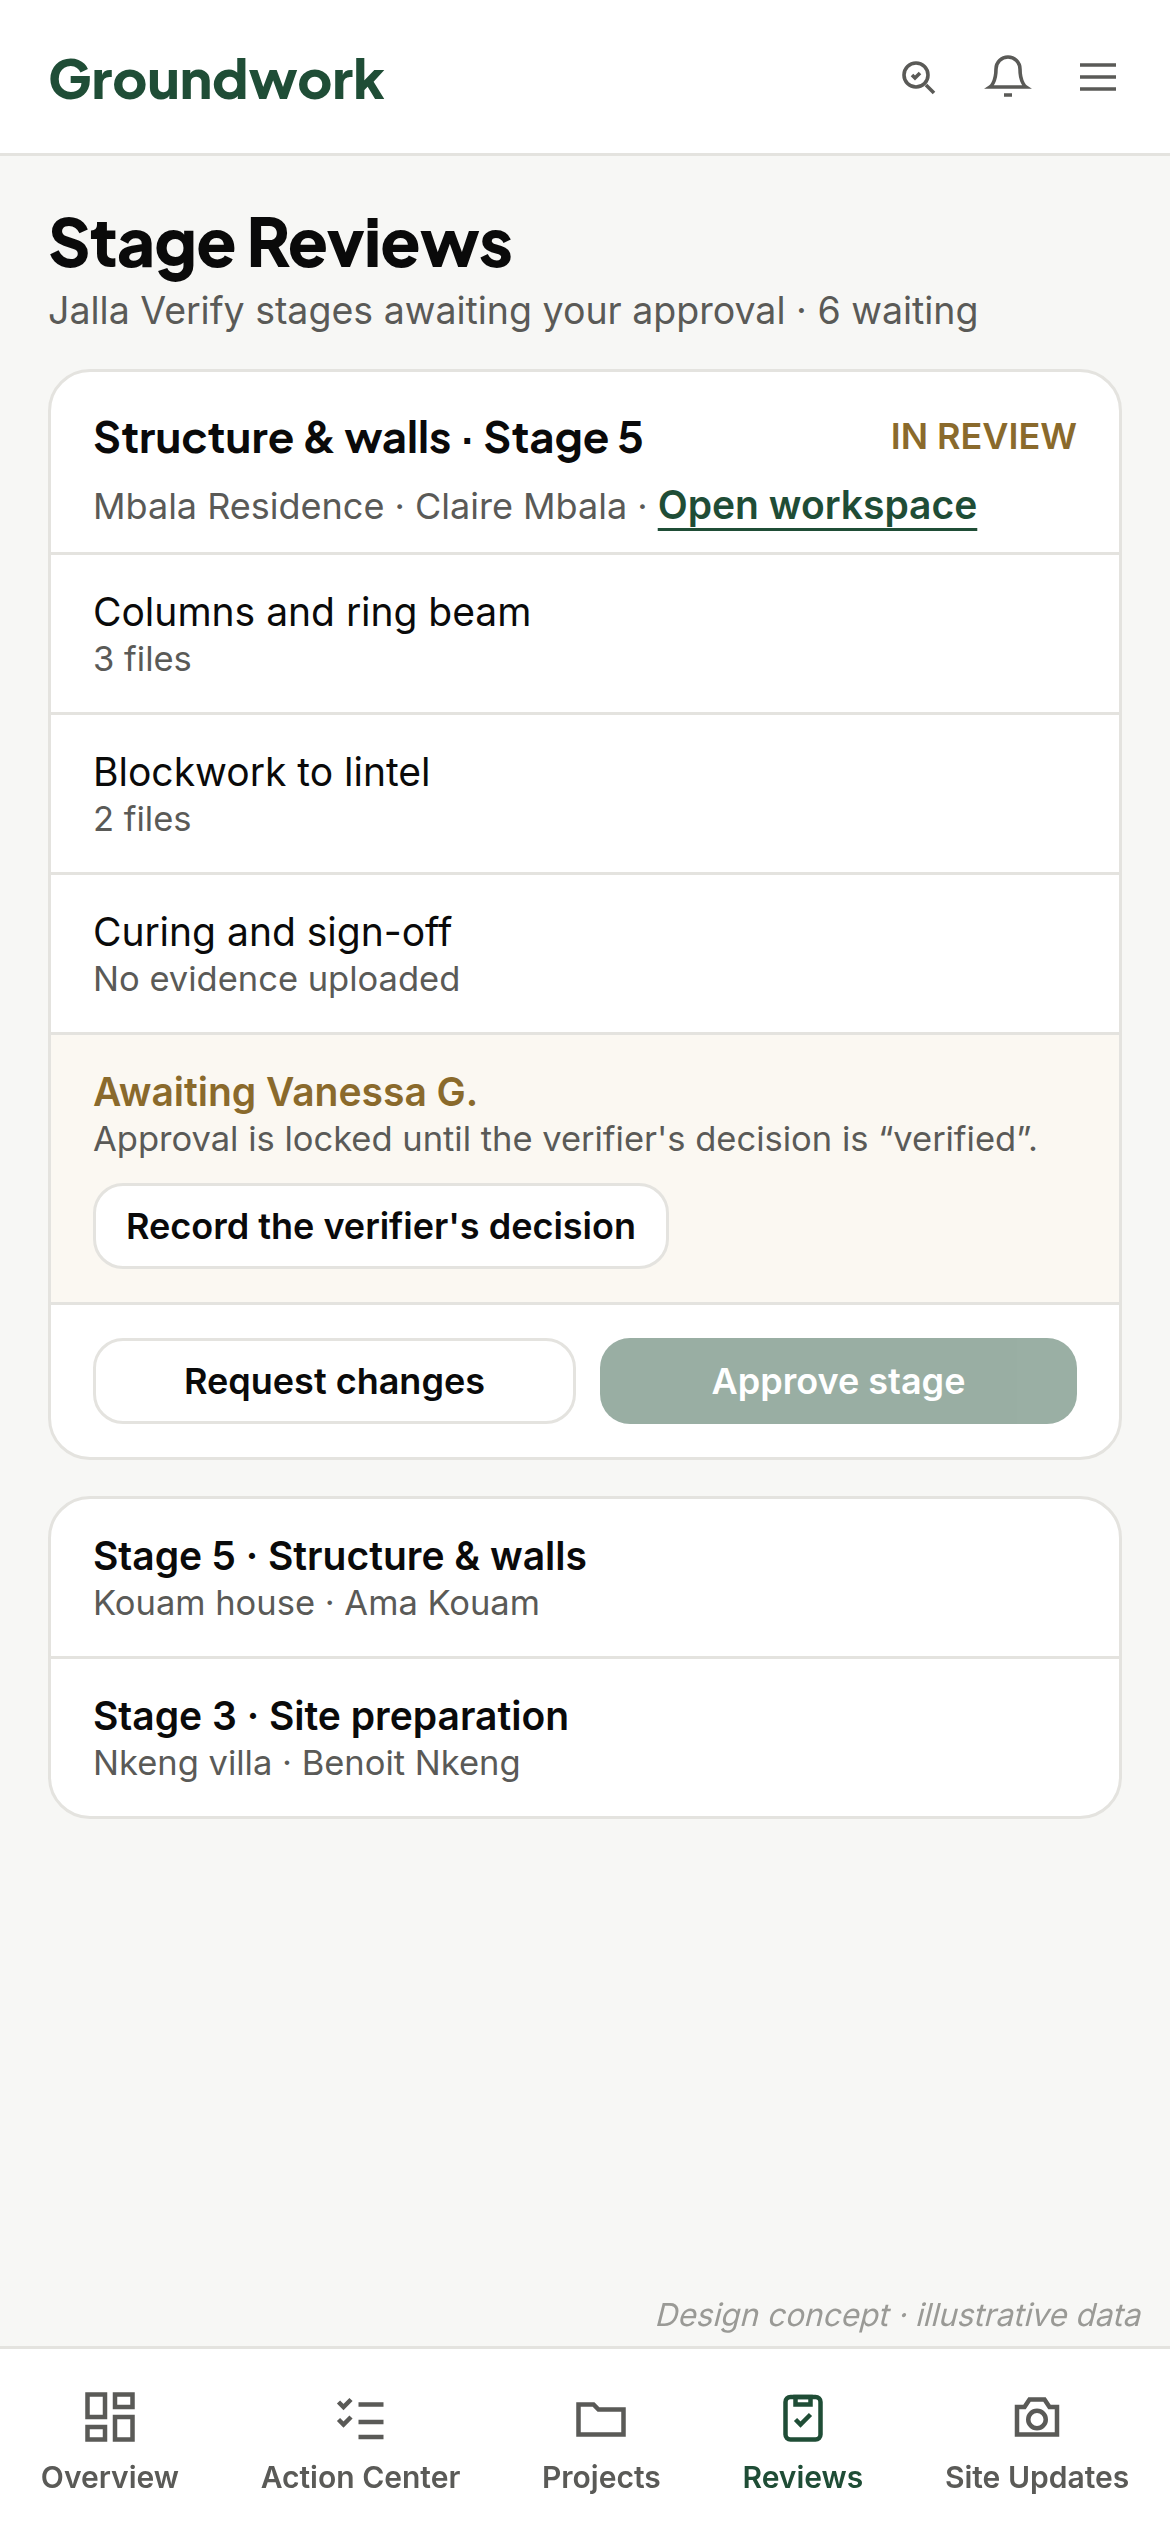 Groundwork
Stage Reviews
Jalla Verify stages awaiting your approval · 6 waiting
Structure & walls · Stage 5
IN REVIEW
Mbala Residence · Claire Mbala · Open workspace
Columns and ring beam
3 files
Blockwork to lintel
2 files
Curing and sign-off
No evidence uploaded
Awaiting Vanessa G.
Approval is locked until the verifier's decision is “verified”.
Record the verifier's decision
Request changes
Approve stage
Stage 5 · Structure & walls
Kouam house · Ama Kouam
Stage 3 · Site preparation
Nkeng villa · Benoit Nkeng
Design concept · illustrative data
Overview
Action Center
Projects
Reviews
Site Updates